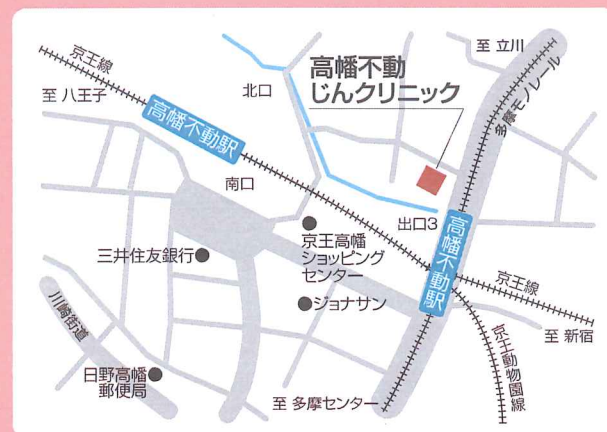 京王線
至 八王子
高幡不動駅
北口
高幡不動
じんクリニック
至 立川
多摩モノレール
南口
出口3
高幡不動駅
京王高幡
ショッピング
センター
三井住友銀行
ジョナサン
京王線
至 新宿
京王動物園線
川崎街道
日野高幡
郵便局
至 多摩センター